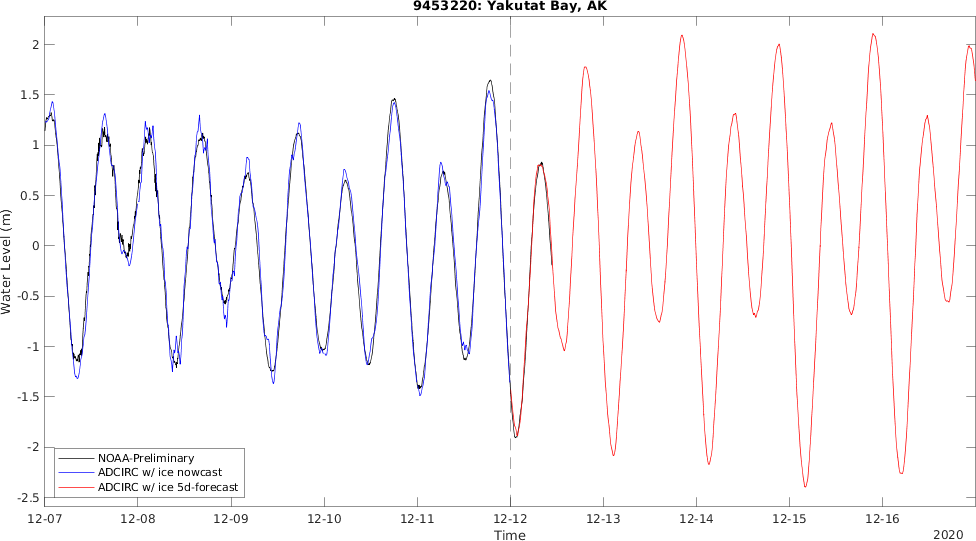 9453220: Yakutat Bay, AK
Water Level (m)
2
1.5
1
0.5
0
-0.5
-1
-1.5
-2
-2.5
NOAA-Preliminary
ADCIRC w/ ice nowcast
ADCIRC w/ ice 5d-forecast
12-07 12-08 12-09 12-10 12-11 12-12 12-13 12-14 12-15 12-16
Time
2020